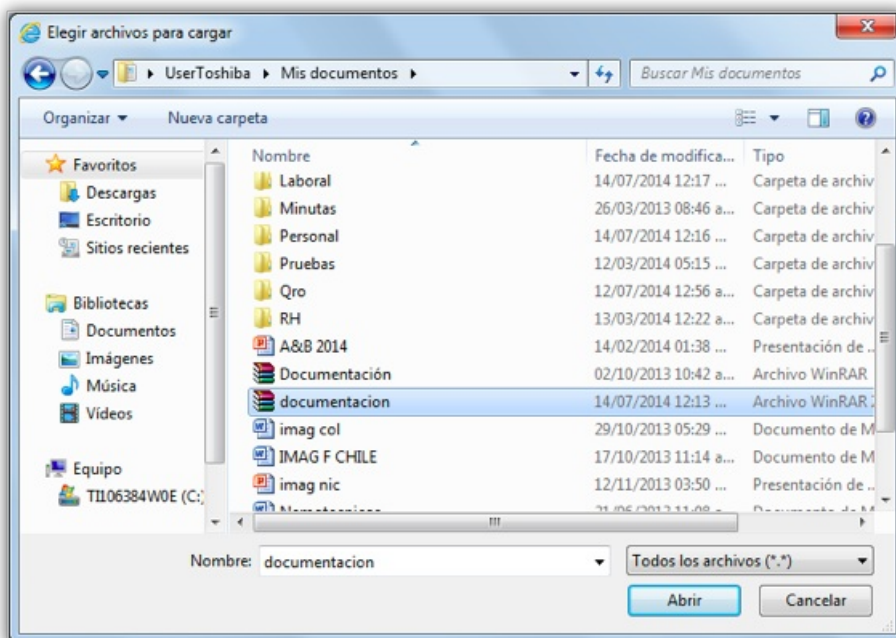 Elegir archivos para cargar
UserToshiba Mis documentos
Buscar Mis documentos
Organizar Nueva carpeta
Favoritos
Descargas
Escritorio
Sitios recientes
Bibliotecas
Documentos
Imágenes
Música
Vídeos
Equipo
TI106384W0E (C:)
Nombre Fecha de modifica... Tipo
Laboral 14/07/2014 12:17 ... Carpeta de archiv
Minutas 26/03/2013 08:46 a... Carpeta de archiv
Personal 14/07/2014 12:16 ... Carpeta de archiv
Pruebas 12/03/2014 05:15 ... Carpeta de archiv
Qro 12/07/2014 12:56 a... Carpeta de archiv
RH 13/03/2014 12:22 a... Carpeta de archiv
A&B 2014 14/02/2014 01:38 ... Presentación de ..
Documentación 02/10/2013 10:42 a... Archivo WinRAR
documentacion 14/07/2014 12:13 ... Archivo WinRAR
imag col 29/10/2013 05:29 ... Documento de M
IMAG F CHILE 17/10/2013 11:14 a... Documento de M
imag nic 12/11/2013 03:50 ... Presentación de ..
Nombre: documentacion
Todos los archivos (*.*)
Abrir Cancelar